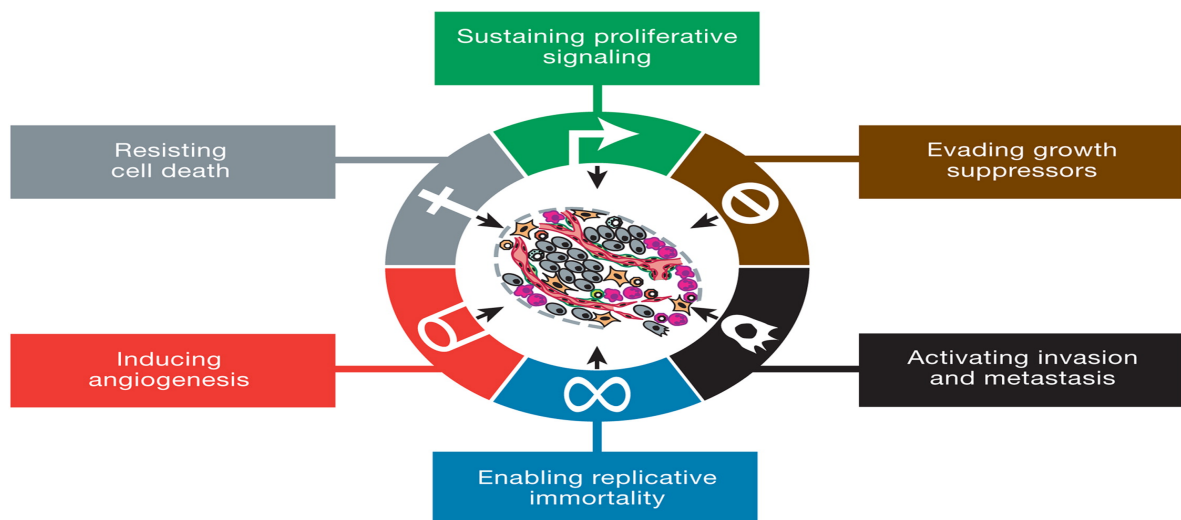 Sustaining proliferative
signaling
Resisting
cell death
Evading growth
suppressors
Inducing
angiogenesis
Activating invasion
and metastasis
Enabling replicative
immortality